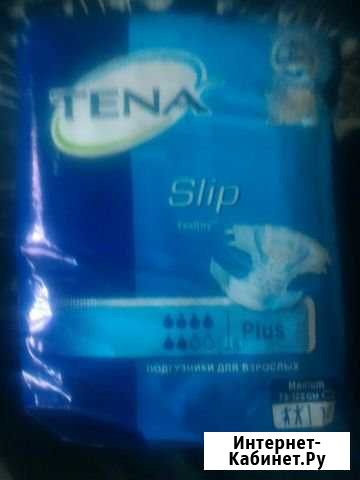 TENA
Slip
Plus
ПОДГУЗНИКИ ДЛЯ ВЗРОСЛЫХ
Medium
Интернет-
Кабинет.Ру